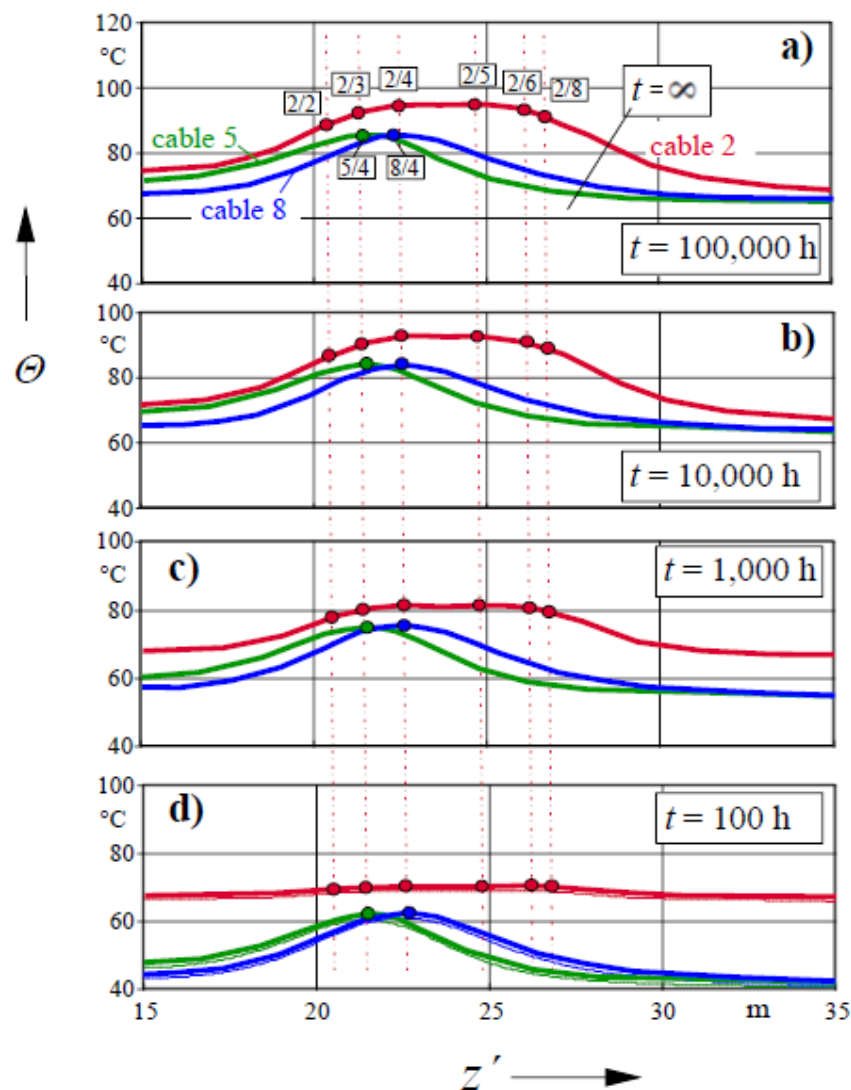 120
°C
100
80
60
40
a)
2/2
2/3
2/4
2/5
2/6
2/8
t = ∞
cable 5
cable 2
5/4
8/4
cable 8
t = 100,000 h
100
°C
80
60
40
b)
t = 10,000 h
Θ
100
°C
80
60
40
c)
t = 1,000 h
100
°C
80
60
40
d)
t = 100 h
15
20
25
30
m
35
z´